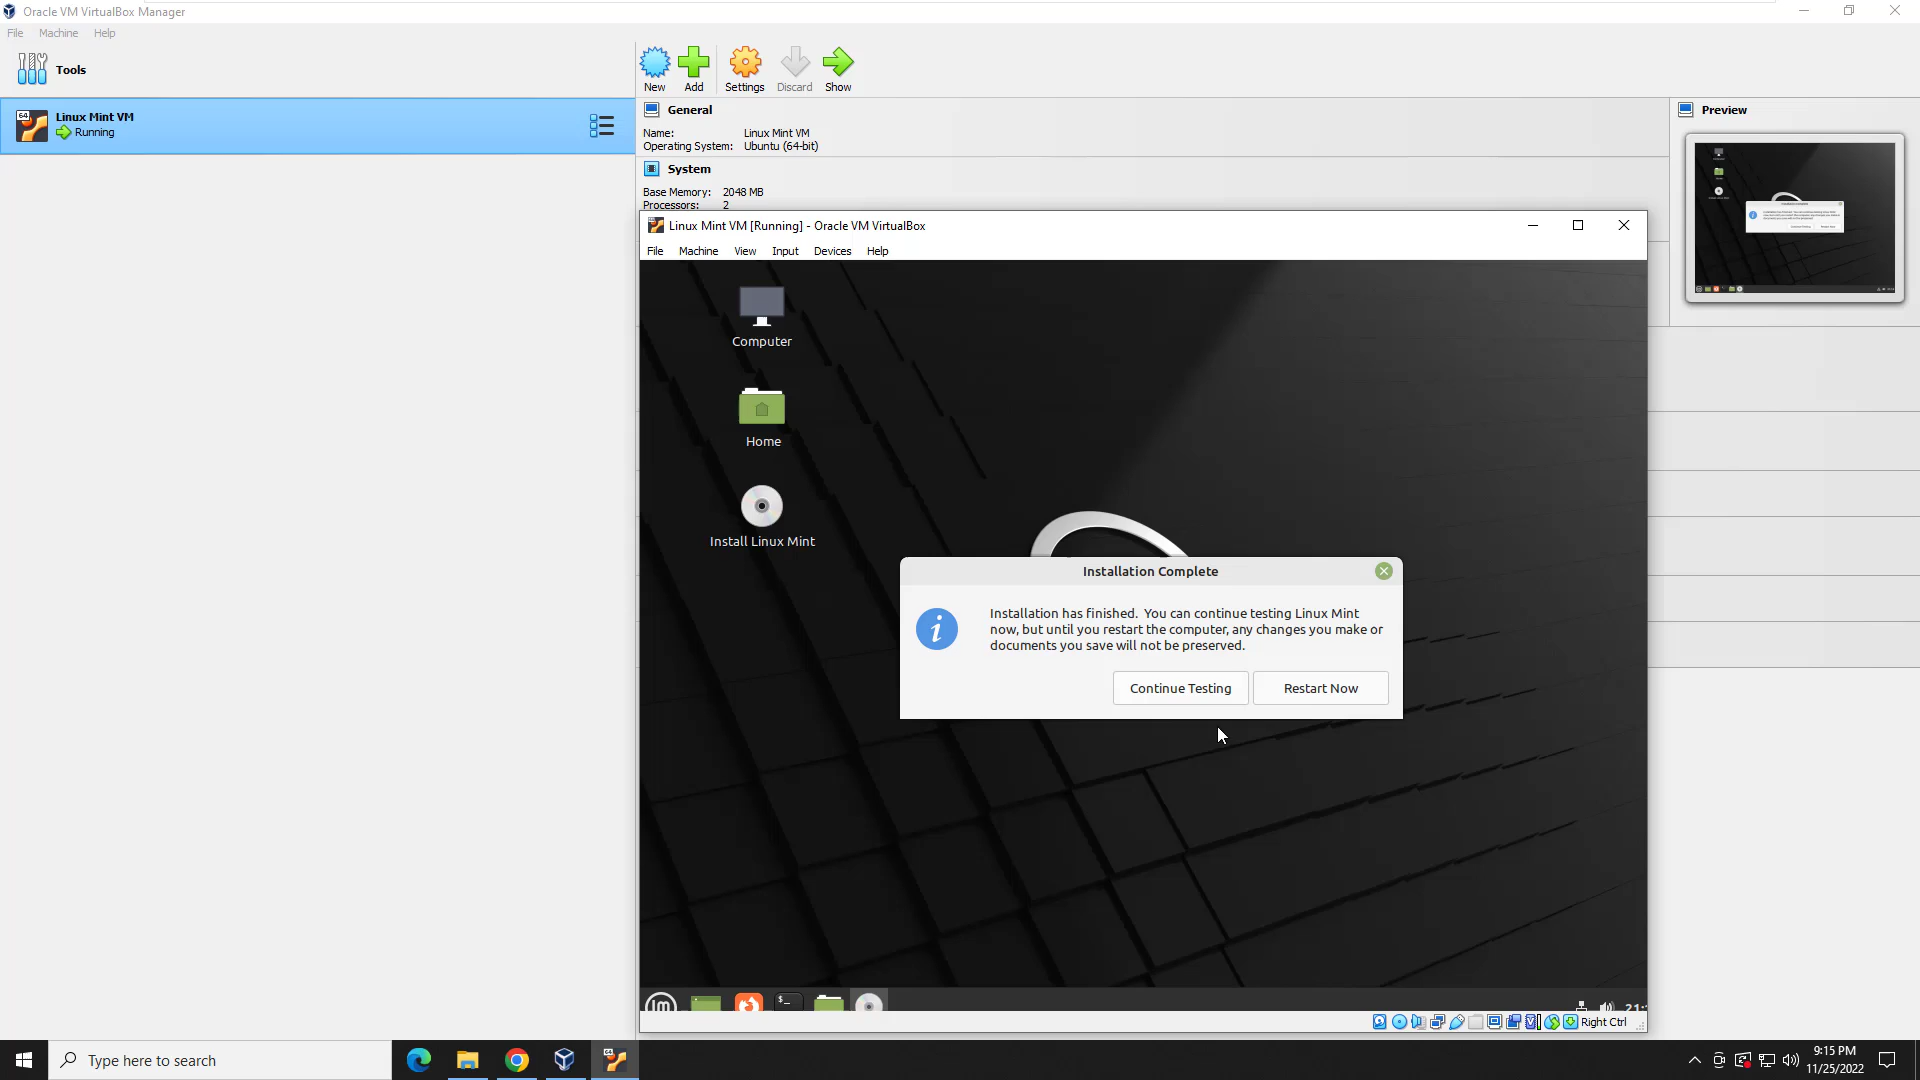 Oracle VM VirtualBox Manager
File Machine Help
Tools
New Add Settings Discard Show
64
Linux Mint VM
Running
General
Name: Linux Mint VM
Operating System: Ubuntu (64-bit)
System
Base Memory: 2048 MB
Processors: 2
Preview
Linux Mint VM [Running] - Oracle VM VirtualBox
File Machine View Input Devices Help
Computer
Home
Install Linux Mint
Installation Complete
Installation has finished. You can continue testing Linux Mint
now, but until you restart the computer, any changes you make or
documents you save will not be preserved.
Continue Testing Restart Now
Right Ctrl
Type here to search
9:15 PM
11/25/2022